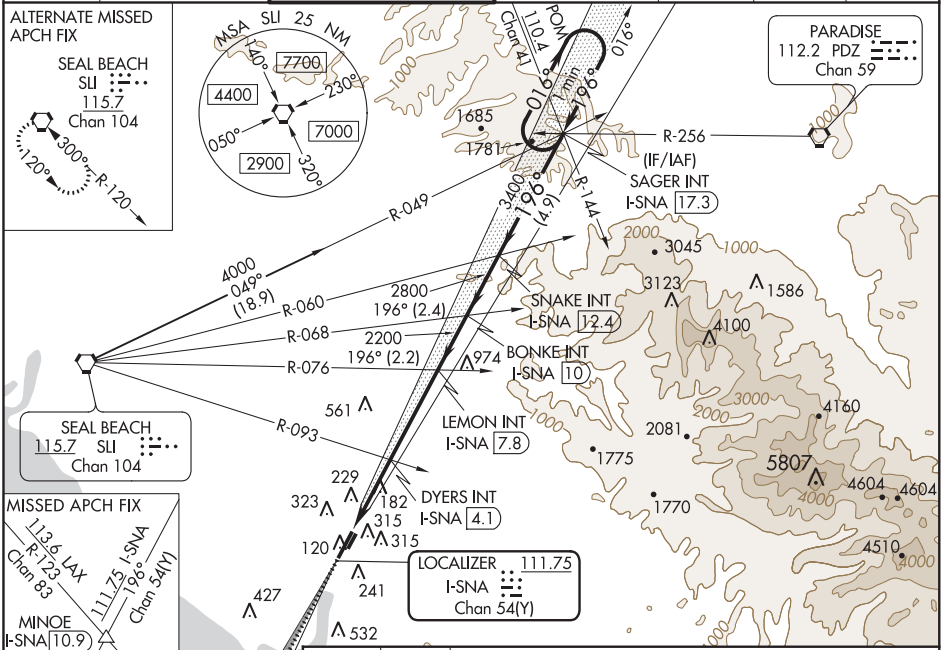 ALTERNATE MISSED
APCH FIX
SEAL BEACH
SLI
115.7
Chan 104
300°
120°
R-120
MSA SLI 25 NM
140°
7700
230°
4400
7000
050°
2900
320°
POM
110.4
Chan 41
016°
016°
1 min
196°
1000
1685
1781
PARADISE
112.2 PDZ
Chan 59
1000
R-256
(IF/IAF)
SAGER INT
I-SNA 17.3
R-144
R-049
3400
196°
(4.9)
4000
049°
(18.9)
R-060
R-068
R-076
R-093
2800
196° (2.4)
2200
196° (2.2)
SNAKE INT
I-SNA 12.4
BONKE INT
I-SNA 10
974
LEMON INT
I-SNA 7.8
561
DYERS INT
I-SNA 4.1
2000
3045
1000
3123
1586
4100
3000
2000
4160
2081
1000
1775
5807
4000
4604
4604
1770
4510
4000
SEAL BEACH
115.7 SLI
Chan 104
229
182
323
315
315
120
241
427
532
LOCALIZER 111.75
I-SNA
Chan 54(Y)
MISSED APCH FIX
113.6 LAX
R-123
Chan 83
111.75 I-SNA
196°
Chan 54(Y)
MINOE
I-SNA 10.9
1000
1000